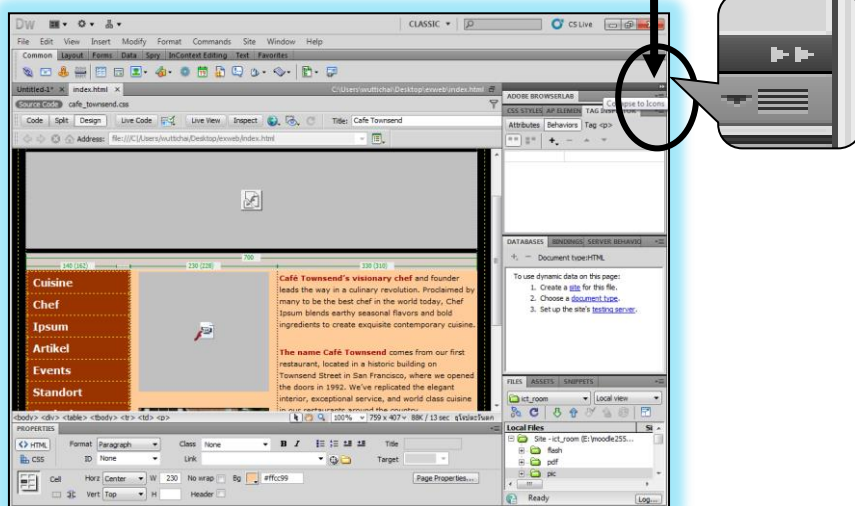 DW
CLASSIC
CS Live
File Edit View Insert Modify Format Commands Site Window Help
Common Layout Forms Data Spry InContext Editing Text Favorites
Untitled-1* × index.html × C:\Users\wuttichai\Desktop\exweb\index.html
Source Code cafe_townsend.css
Code Split Design Live Code Live View Inspect Title: Cafe Townsend
Address: file:///C|/Users/wuttichai/Desktop/exweb/index.html
ADOBE BROWSERLAB
Collapse to Icons
CSS STYLES AP ELEMEN TAG
Attributes Behaviors Tag <p>
DATABASES BINDINGS SERVER BEHAVIO
Document type:HTML
To use dynamic data on this page:
1. Create a site for this file.
2. Choose a document type.
3. Set up the site's testing server.
700
140 (162) 230 (228) 330 (310)
Cuisine
Chef
Ipsum
Artikel
Events
Standort
Café Townsend's visionary chef and founder
leads the way in a culinary revolution. Proclaimed by
many to be the best chef in the world today, Chef
Ipsum blends earthy seasonal flavors and bold
ingredients to create exquisite contemporary cuisine.
The name Café Townsend comes from our first
restaurant, located in a historic building on
Townsend Street in San Francisco, where we opened
the doors in 1992. We've replicated the elegant
interior, exceptional service, and world class cuisine
in our restaurants around the country.
<body> <div> <table> <tbody> <tr> <td> <p> 100% 759 x 407 88K / 13 sec ยูนิโคด
PROPERTIES
HTML Format Paragraph Class None B I Title
CSS ID None Link Target
Cell Horz Center W 230 No wrap Bg #ffcc99 Page Properties...
Vert Top H Header
FILES ASSETS SNIPPETS
ict_room Local view
Local Files Si
Site - ict_room (E:\moodle255...
flash
pdf
pic
Ready Log...